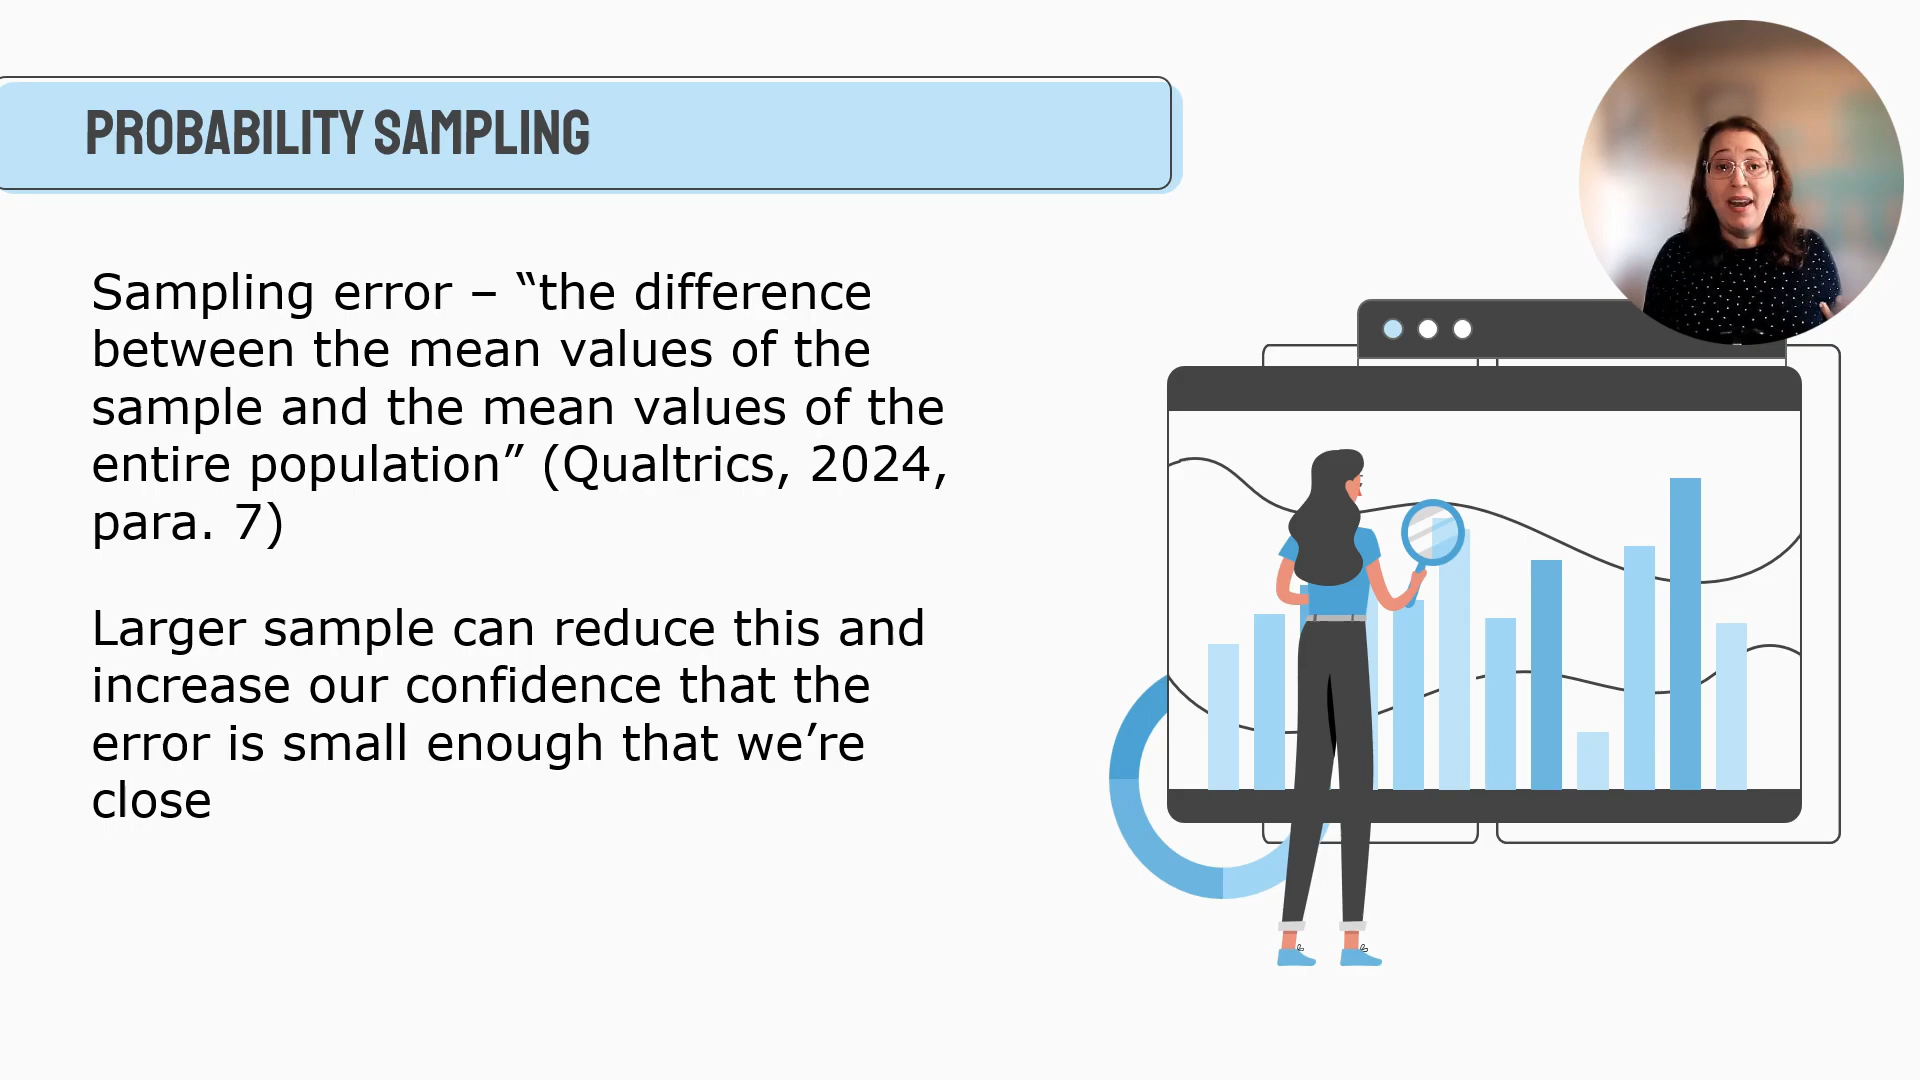 PROBABILITY SAMPLING
Sampling error – “the difference
between the mean values of the
sample and the mean values of the
entire population” (Qualtrics, 2024,
para. 7)
Larger sample can reduce this and
increase our confidence that the
error is small enough that we’re
close